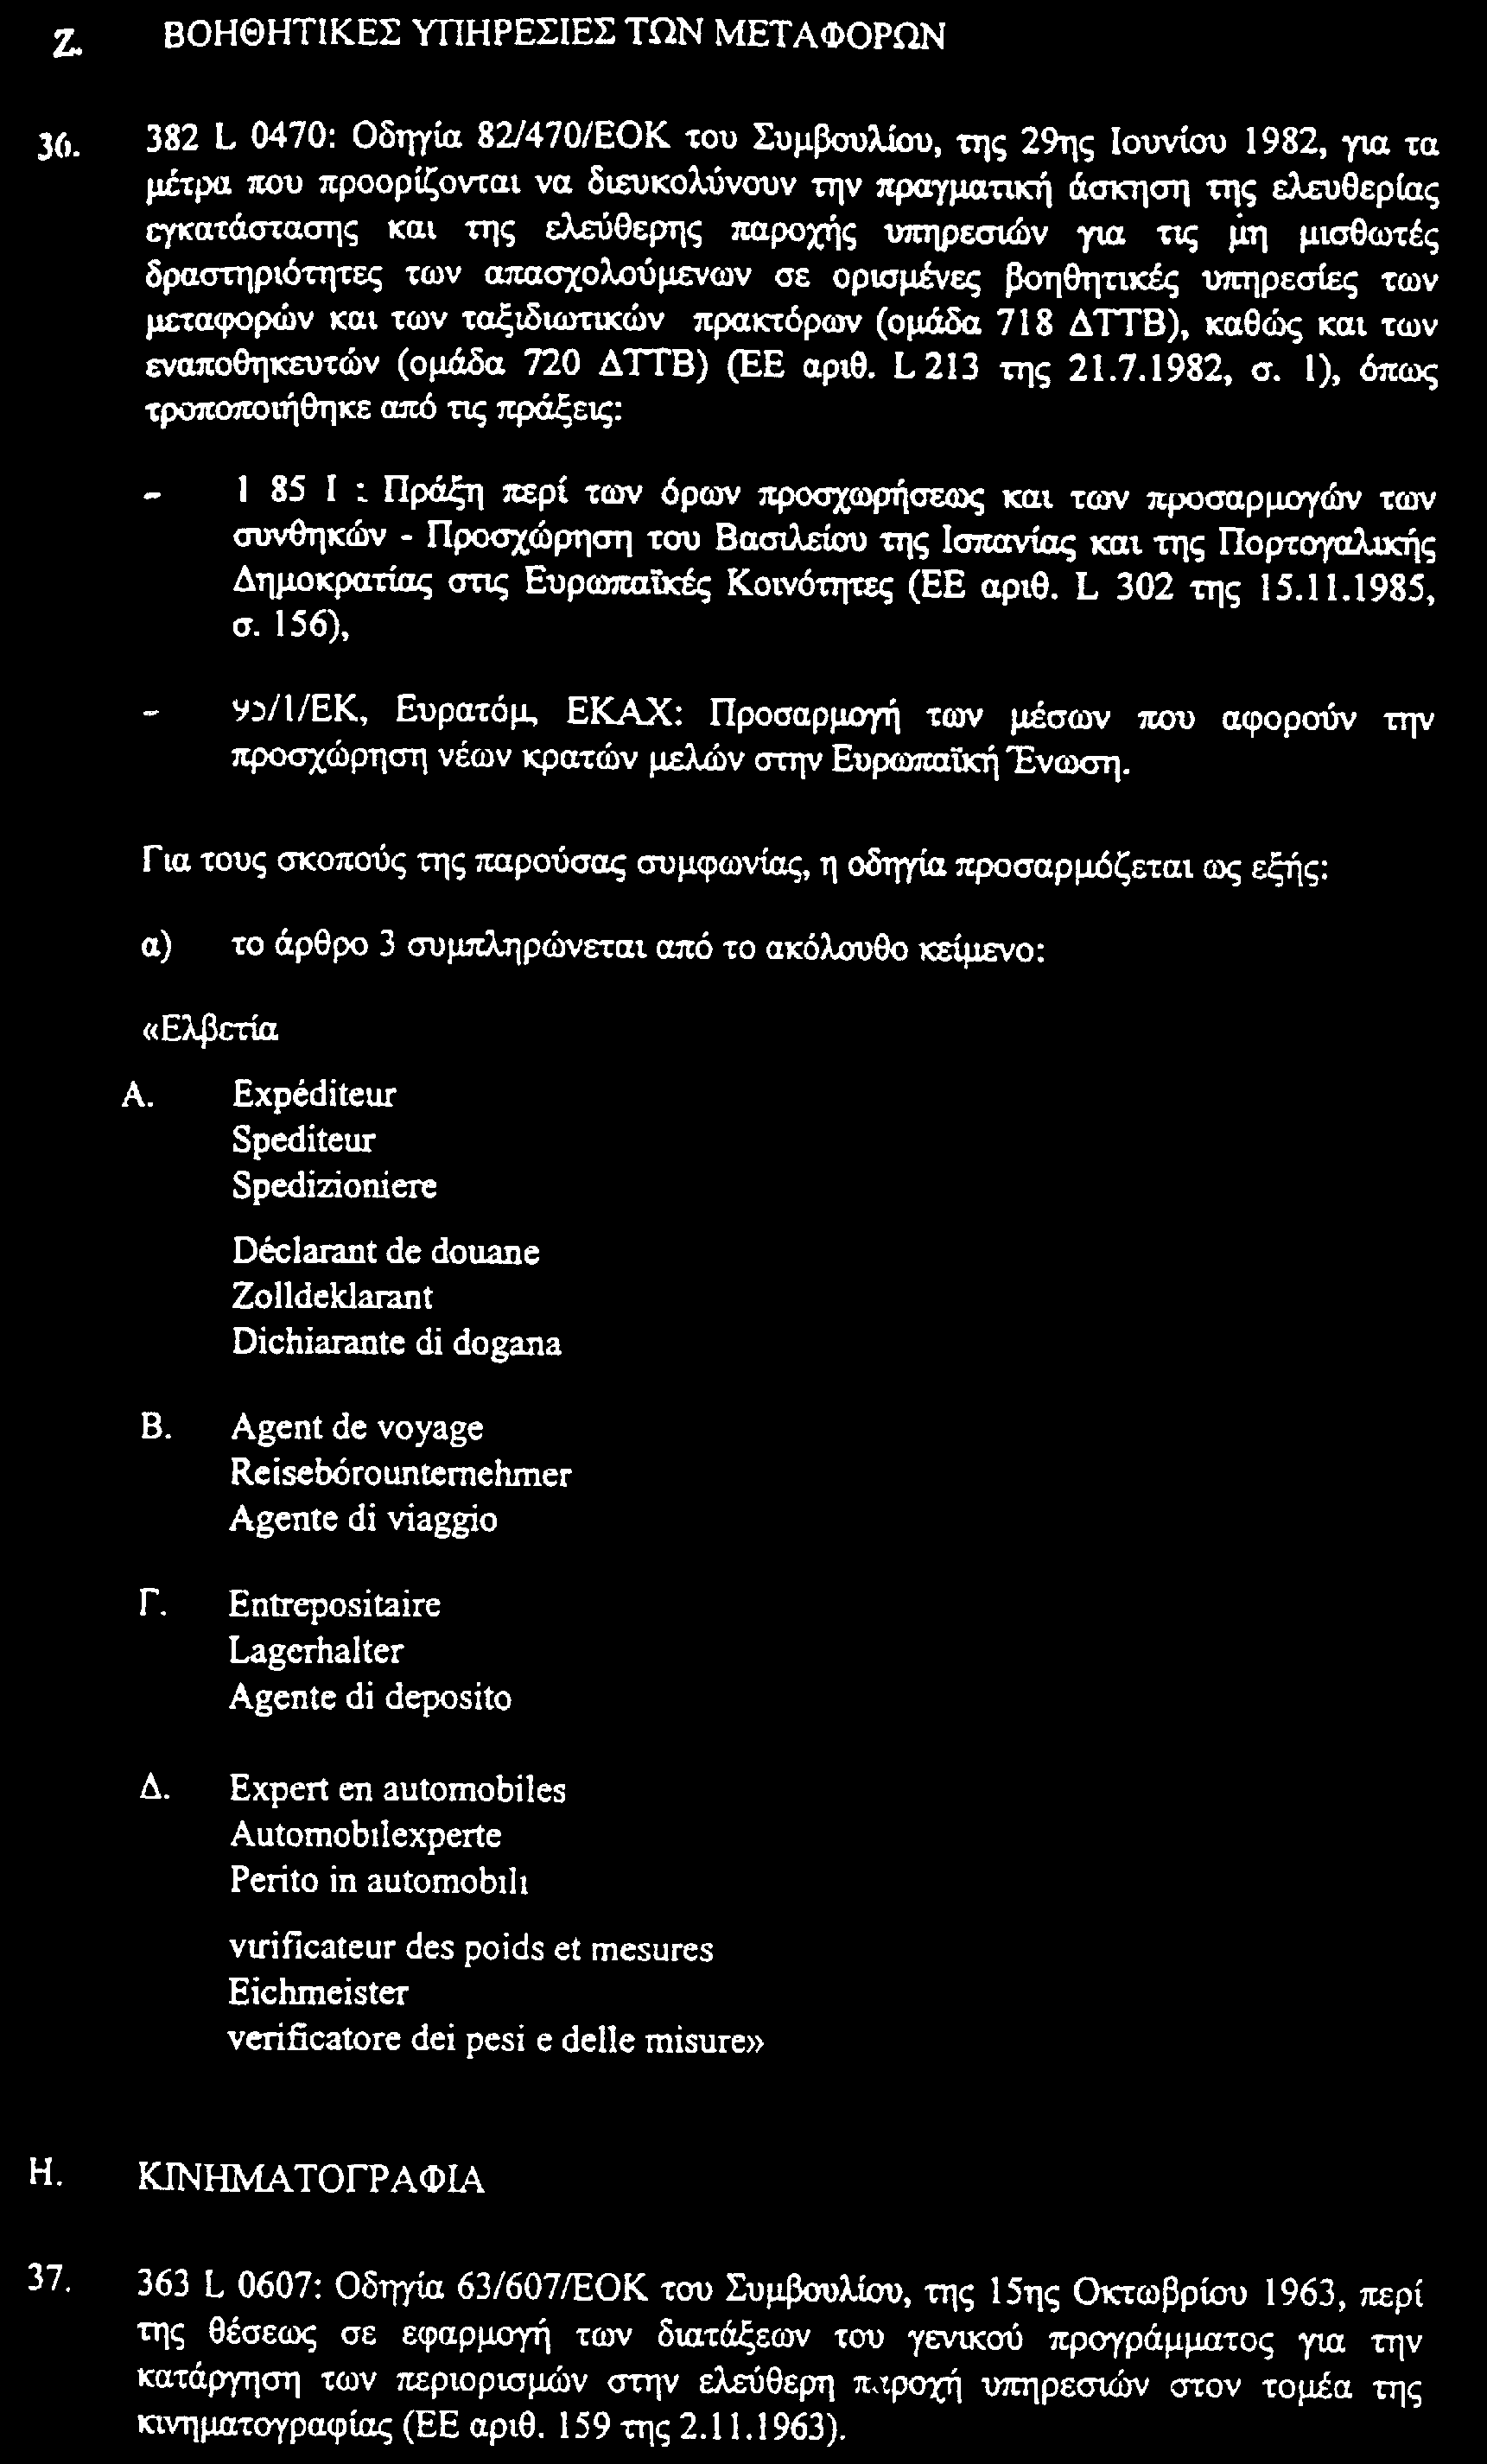 Ζ. ΒΟΗΘΗΤΙΚΕΣ ΥΠΗΡΕΣΙΕΣ ΤΩΝ ΜΕΤΑΦΟΡΩΝ
36. 382 L 0470: Οδηγία 82/470/ΕΟΚ του Συμβουλίου, της 29ης Ιουνίου 1982, για τα
μέτρα που προορίζονται να διευκολύνουν την πραγματική άσκηση της ελευθερίας
εγκατάστασης και της ελεύθερης παροχής υπηρεσιών για τις μη μισθωτές
δραστηριότητες των απασχολούμενων σε ορισμένες βοηθητικές υπηρεσίες των
μεταφορών και των ταξιδιωτικών πρακτόρων (ομάδα 718 ΔΤΤΒ), καθώς και των
εναποθηκευτών (ομάδα 720 ΔΤΤΒ) (ΕΕ αριθ. L 213 της 21.7.1982, σ. 1), όπως
τροποποιήθηκε από τις πράξεις:
- 1 85 I : Πράξη περί των όρων προσχωρήσεως και των προσαρμογών των
συνθηκών - Προσχώρηση του Βασιλείου της Ισπανίας και της Πορτογαλικής
Δημοκρατίας στις Ευρωπαϊκές Κοινότητες (ΕΕ αριθ. L 302 της 15.11.1985,
σ. 156),
- 95/1/ΕΚ, Ευρατόμ, ΕΚΑΧ: Προσαρμογή των μέσων που αφορούν την
προσχώρηση νέων κρατών μελών στην Ευρωπαϊκή Ένωση.
Για τους σκοπούς της παρούσας συμφωνίας, η οδηγία προσαρμόζεται ως εξής:
α) το άρθρο 3 συμπληρώνεται από το ακόλουθο κείμενο:
«Ελβετία
Α. Expéditeur
Spediteur
Spedizioniere
Déclarant de douane
Zolldeklarant
Dichiarante di dogana
Β. Agent de voyage
Reisebórounternehmer
Agente di viaggio
Γ. Entrepositaire
Lagerhalter
Agente di deposito
Δ. Expert en automobiles
Automobilexperte
Perito in automobili
vιrificateur des poids et mesures
Eichmeister
verificatore dei pesi e delle misure»
Η. ΚΙΝΗΜΑΤΟΓΡΑΦΙΑ
37. 363 L 0607: Οδηγία 63/607/ΕΟΚ του Συμβουλίου, της 15ης Οκτωβρίου 1963, περί
της θέσεως σε εφαρμογή των διατάξεων του γενικού προγράμματος για την
κατάργηση των περιορισμών στην ελεύθερη παροχή υπηρεσιών στον τομέα της
κινηματογραφίας (ΕΕ αριθ. 159 της 2.11.1963).